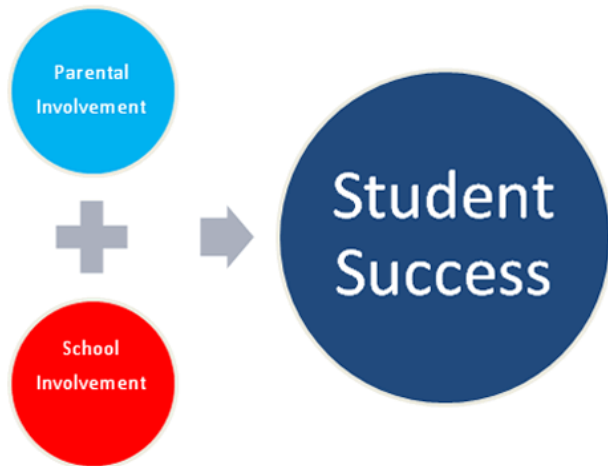 Parental
Involvement
School
Involvement
Student
Success